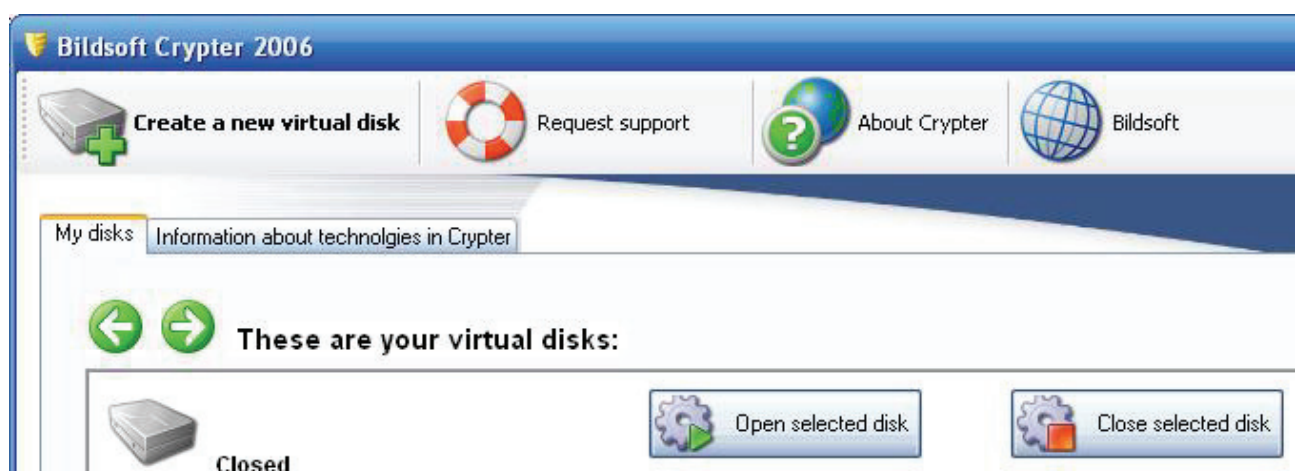 Bildsoft Crypter 2006
Create a new virtual disk
Request support
About Crypter
Bildsoft
My disks
Information about technolgies in Crypter
These are your virtual disks:
Open selected disk
Close selected disk
Closed